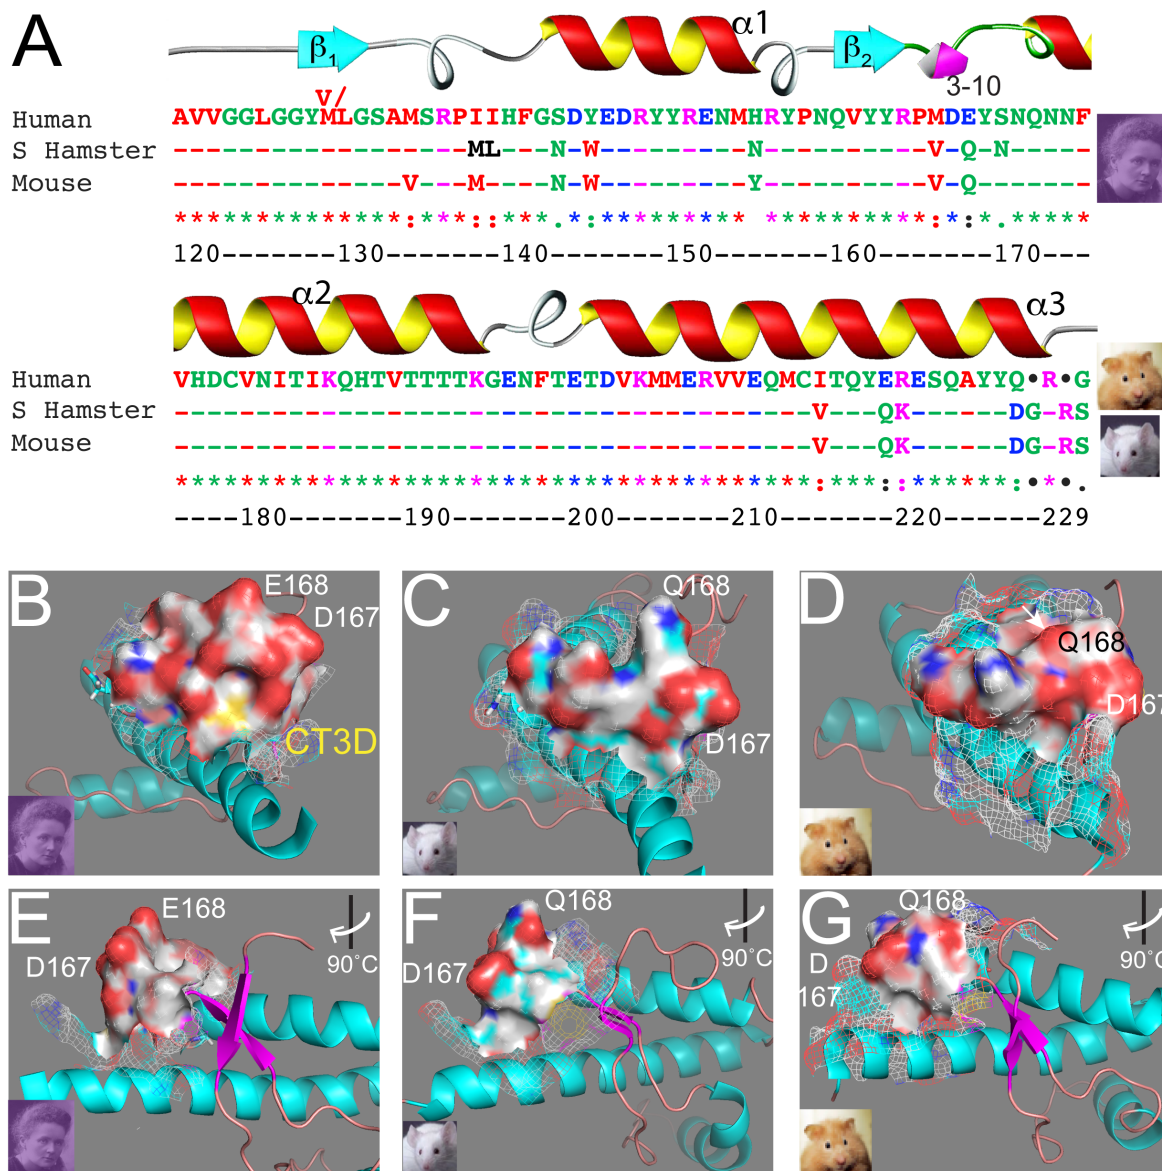 A
β1
α1
β2
3-10
V/
Human AVVGGLGGYMLGSAMSRPIIHFGSDYEDRYYRENMHRYPNQVYYRPMDEYSNQNNF
S Hamster ------------------ML---N-W---------N----------V-Q-N-----
Mouse --------------V---M----N-W---------Y----------V-Q-------
**************:***::***.*:********* **********:*:*.*****
120-------130-------140-------150-------160-------170---
α2
α3
Human VHDCVNITIKQHTVTTTTKGENFTETDVKMMERVVEQMCITQYERESQAYYQ•R•G
S Hamster ---------------------------------------V---QK------DG-RS
Mouse ---------------------------------------V---QK------DG-RS
***************************************:***::******:•*•.
----180-------190-------200-------210-------220------229
B
E168
D167
CT3D
C
Q168
D167
D
Q168
D167
E
E168
D167
90°C
F
Q168
D167
90°C
G
Q168
D
167
90°C